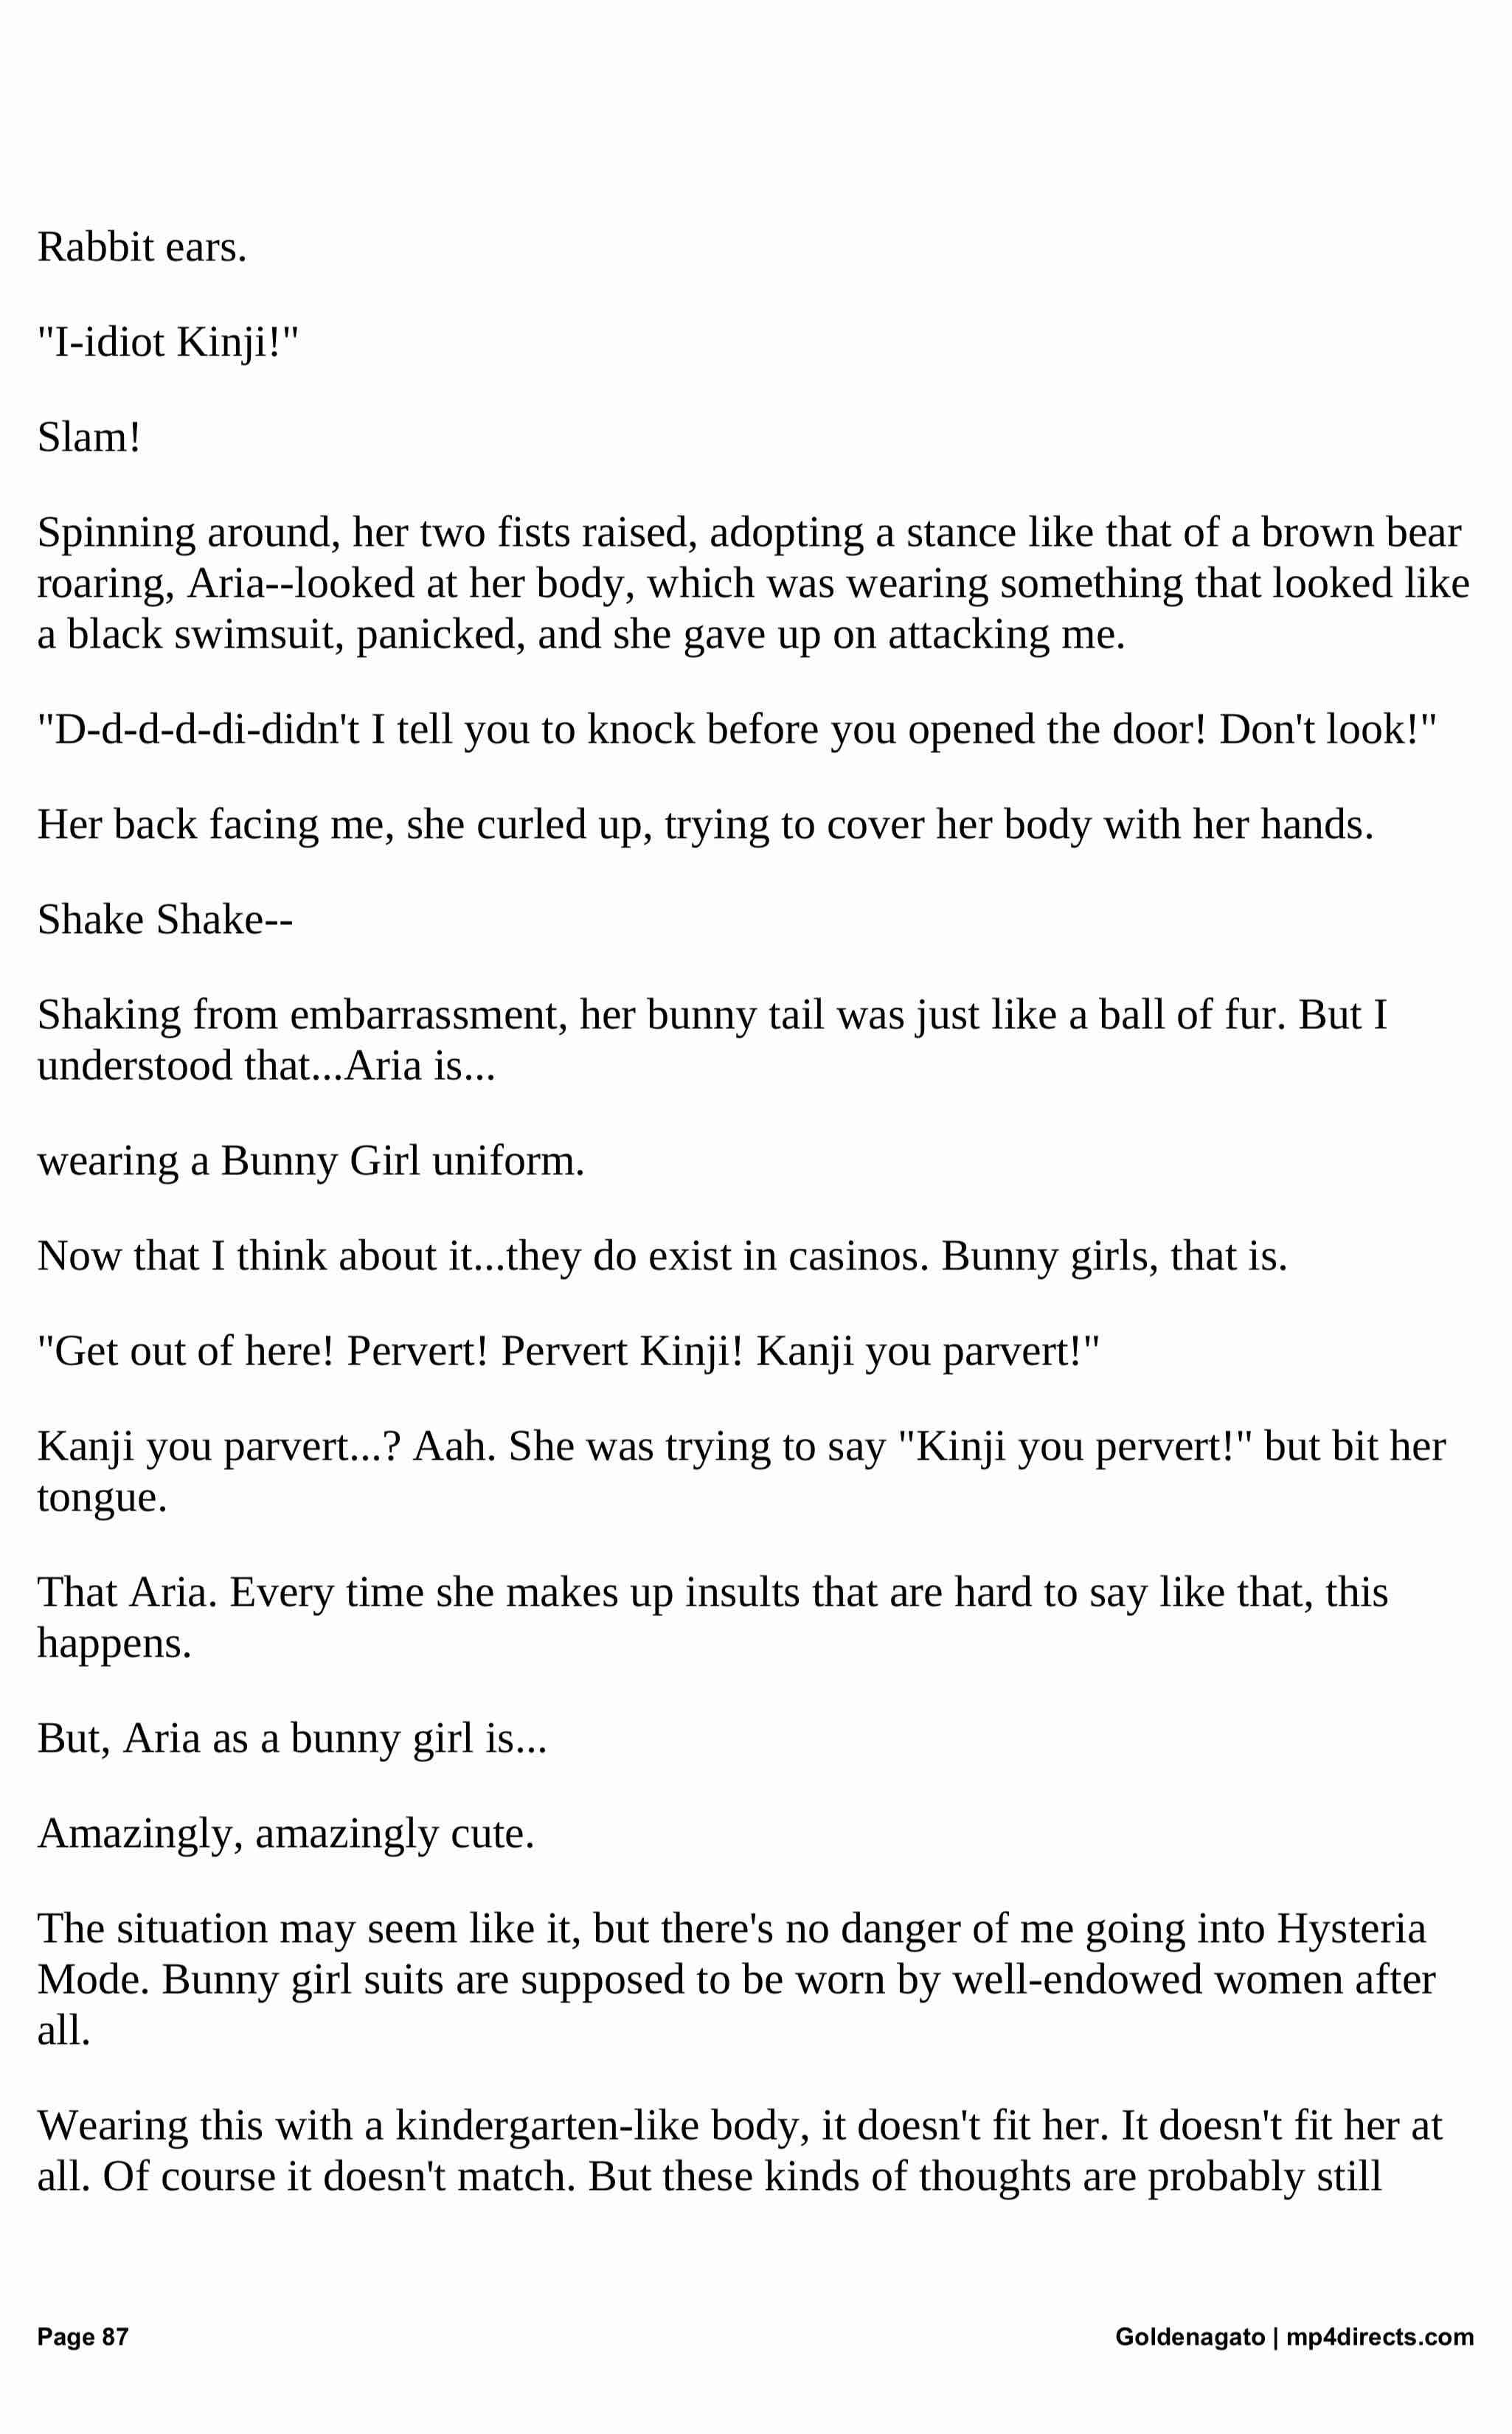 Rabbit ears.
"I-idiot Kinji!"
Slam!
Spinning around, her two fists raised, adopting a stance like that of a brown bear
roaring, Aria--looked at her body, which was wearing something that looked like
a black swimsuit, panicked, and she gave up on attacking me.
"D-d-d-d-di-didn't I tell you to knock before you opened the door! Don't look!"
Her back facing me, she curled up, trying to cover her body with her hands.
Shake Shake--
Shaking from embarrassment, her bunny tail was just like a ball of fur. But I
understood that...Aria is...
wearing a Bunny Girl uniform.
Now that I think about it...they do exist in casinos. Bunny girls, that is.
"Get out of here! Pervert! Pervert Kinji! Kanji you parvert!"
Kanji you parvert...? Aah. She was trying to say "Kinji you pervert!" but bit her
tongue.
That Aria. Every time she makes up insults that are hard to say like that, this
happens.
But, Aria as a bunny girl is...
Amazingly, amazingly cute.
The situation may seem like it, but there's no danger of me going into Hysteria
Mode. Bunny girl suits are supposed to be worn by well-endowed women after
all.
Wearing this with a kindergarten-like body, it doesn't fit her. It doesn't fit her at
all. Of course it doesn't match. But these kinds of thoughts are probably still
Page 87 Goldenagato | mp4directs.com